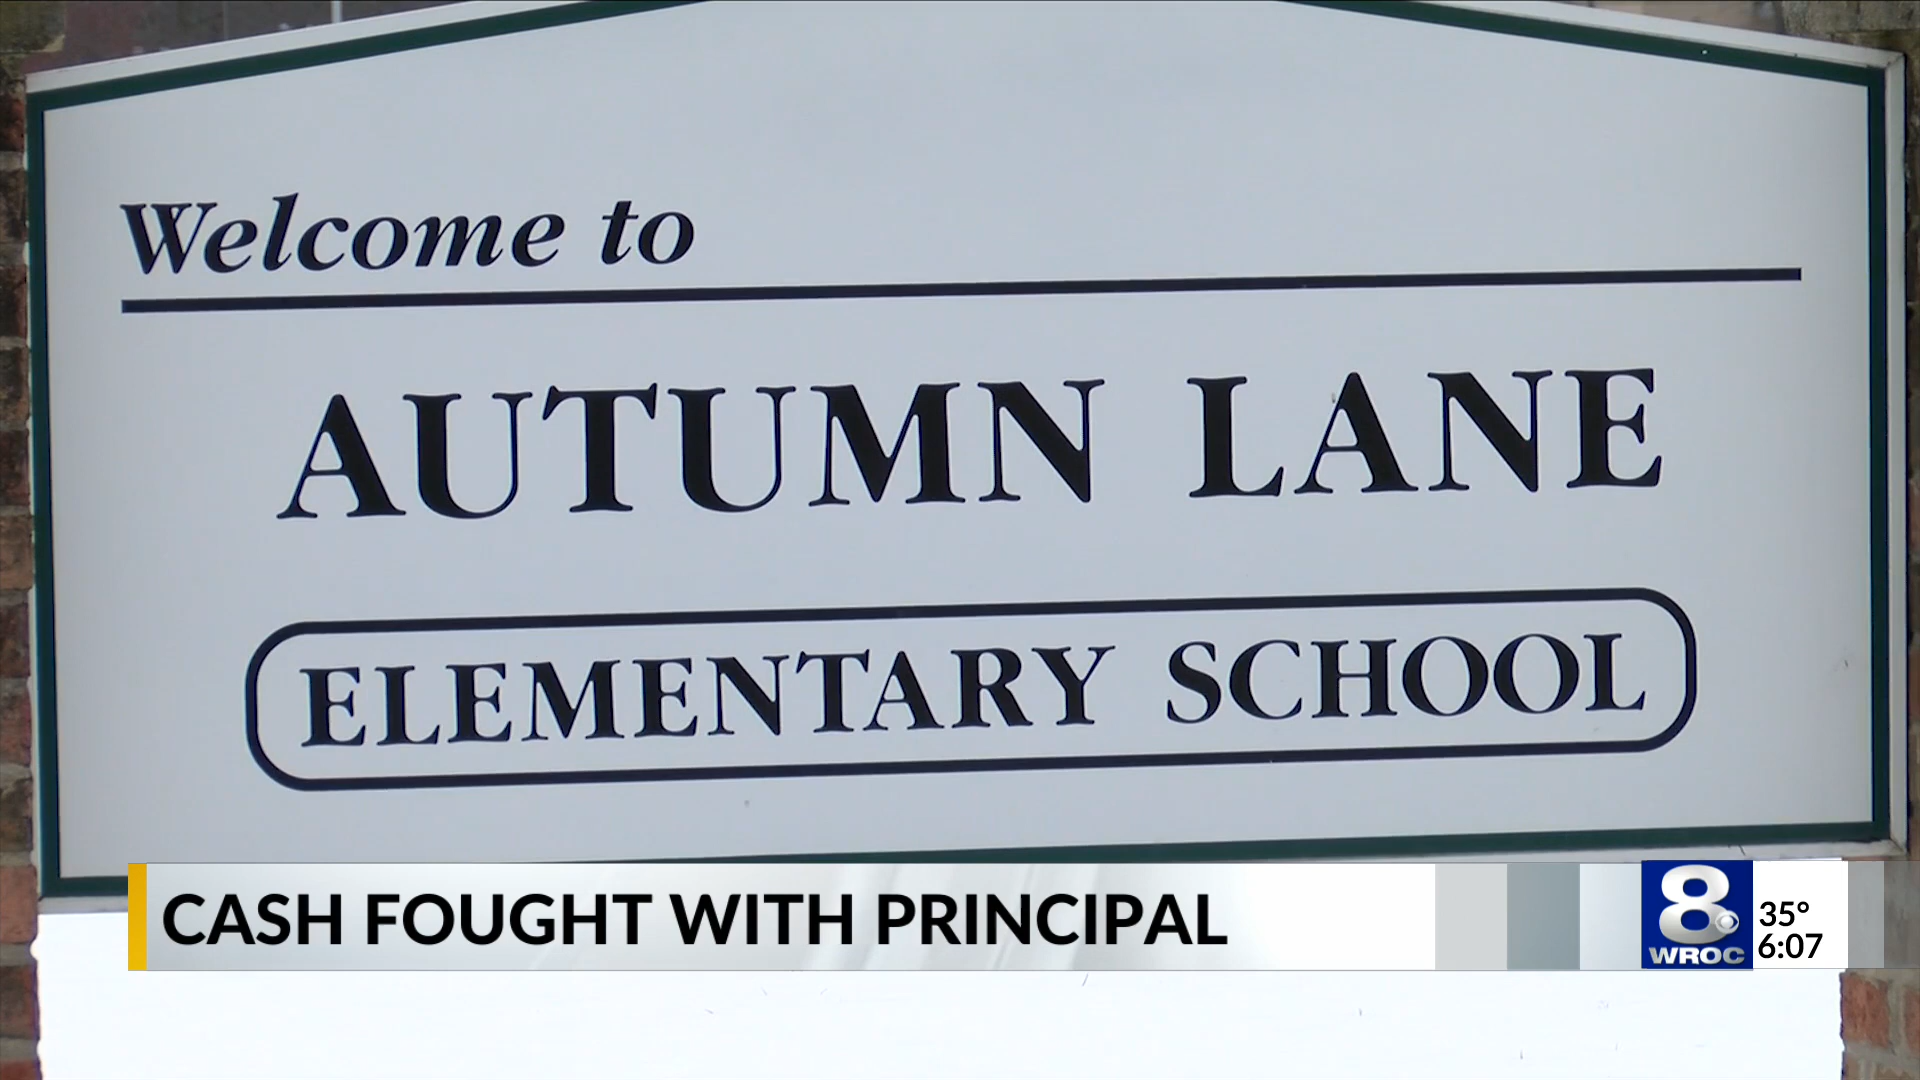 Welcome to
AUTUMN LANE
ELEMENTARY SCHOOL
CASH FOUGHT WITH PRINCIPAL
8
WROC
35°
6:07